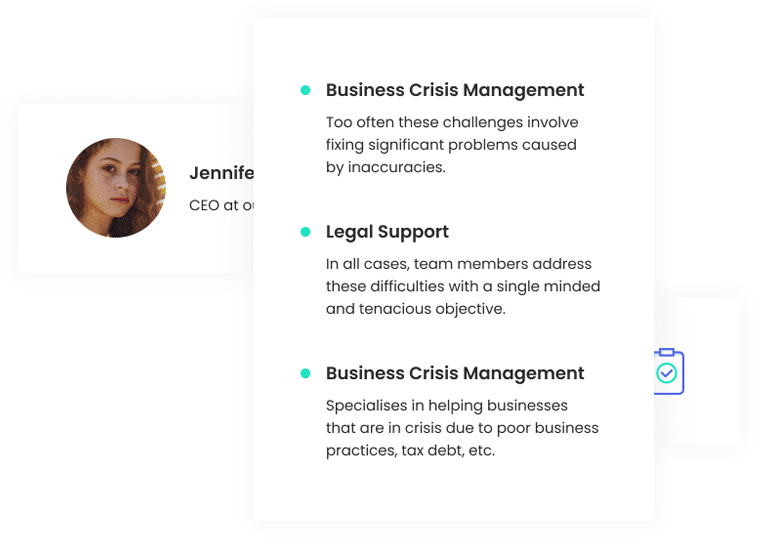 Business Crisis Management
Too often these challenges involve
fixing significant problems caused
by inaccuracies.
Jennife
CEO at
Legal Support
In all cases, team members address
these difficulties with a single minded
and tenacious objective.
Business Crisis Management
Specialises in helping businesses
that are in crisis due to poor business
practices, tax debt, etc.